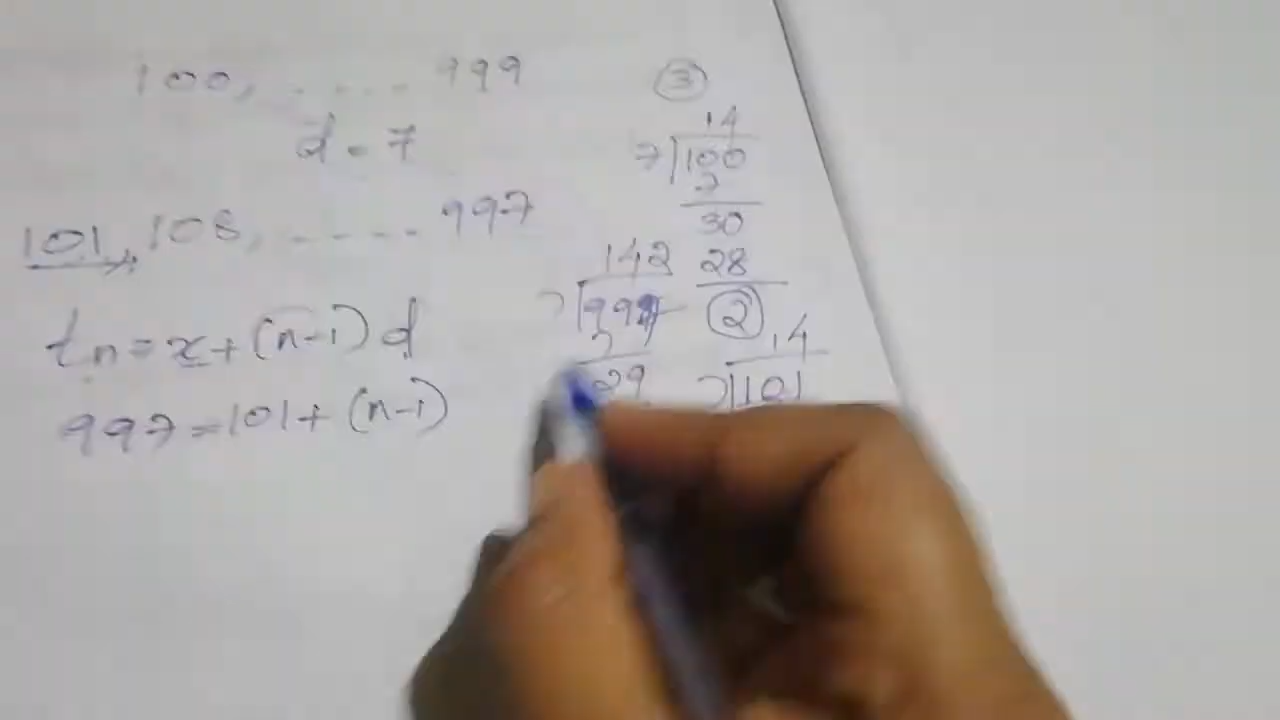 100, ..... 999
d = 7
101, 108, ..... 997
tn = x + (n-1) d
997 = 101 + (n-1)
3
14
7 100
7
30
28
2
142
999
7
29
14
7 101